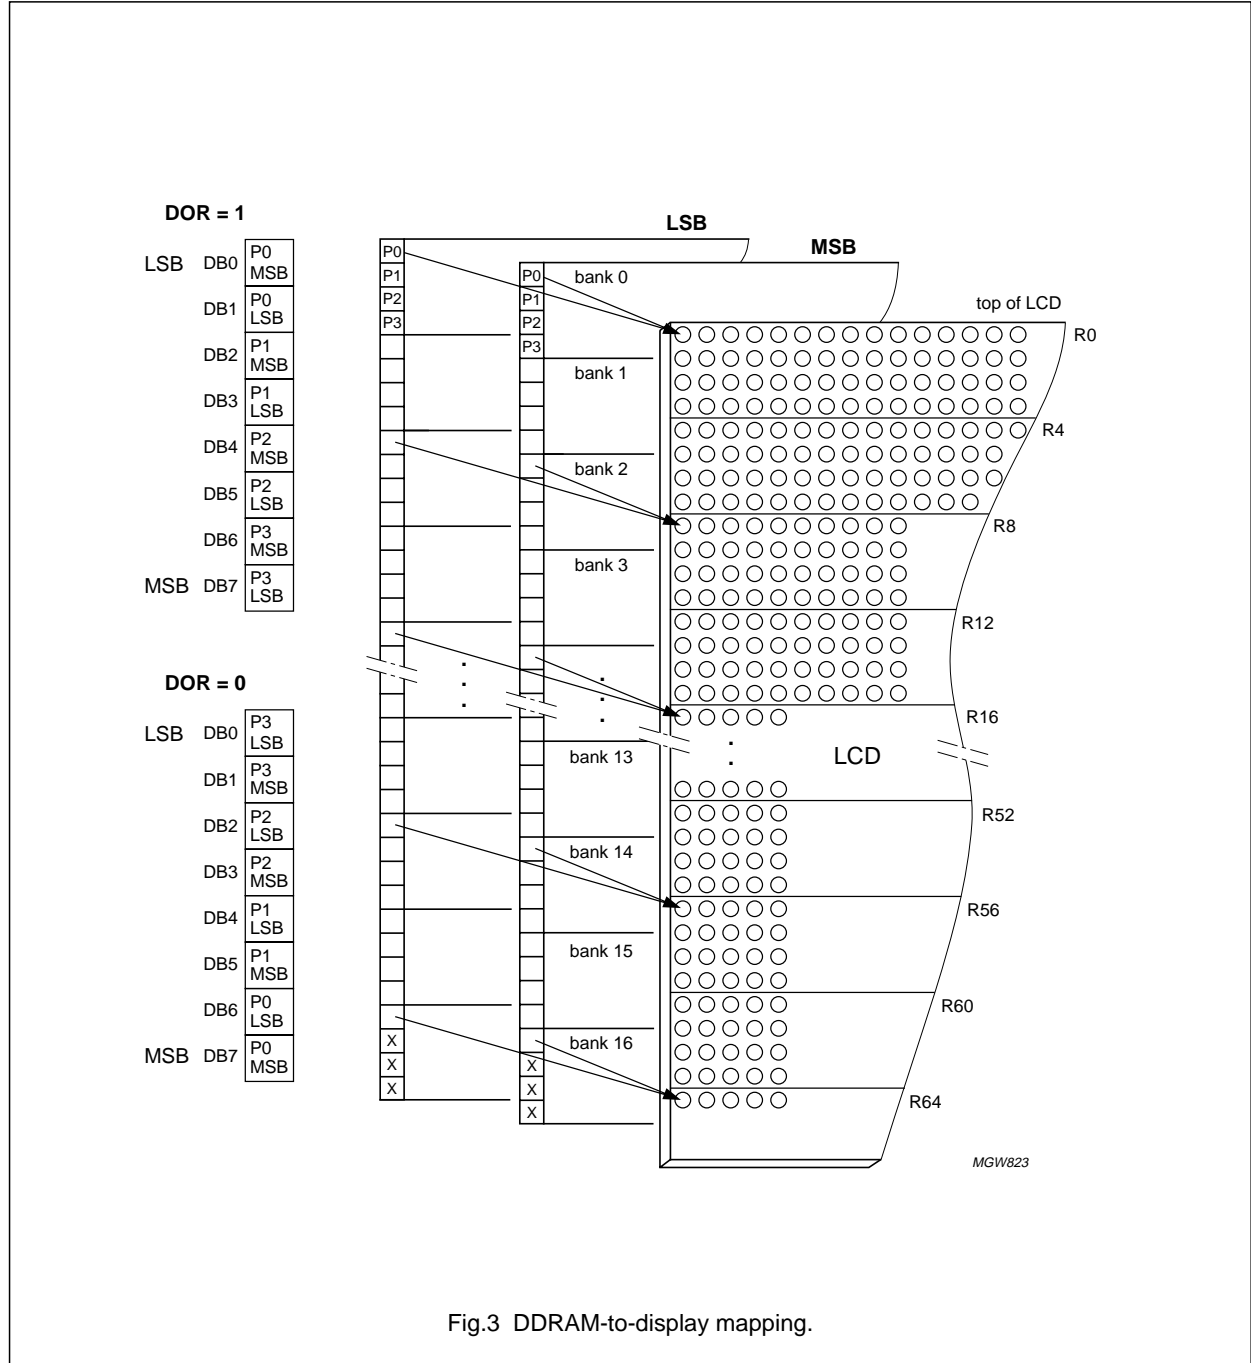 DOR = 1
LSB DB0 P0 MSB
DB1 P0 LSB
DB2 P1 MSB
DB3 P1 LSB
DB4 P2 MSB
DB5 P2 LSB
DB6 P3 MSB
MSB DB7 P3 LSB
DOR = 0
LSB DB0 P3 LSB
DB1 P3 MSB
DB2 P2 LSB
DB3 P2 MSB
DB4 P1 LSB
DB5 P1 MSB
DB6 P0 LSB
MSB DB7 P0 MSB
LSB
P0
P1
P2
P3
X
X
X
MSB
P0
P1
P2
P3
X
X
X
bank 0
bank 1
bank 2
bank 3
bank 13
bank 14
bank 15
bank 16
top of LCD
R0
R4
R8
R12
R16
LCD
R52
R56
R60
R64
MGW823
Fig.3 DDRAM-to-display mapping.